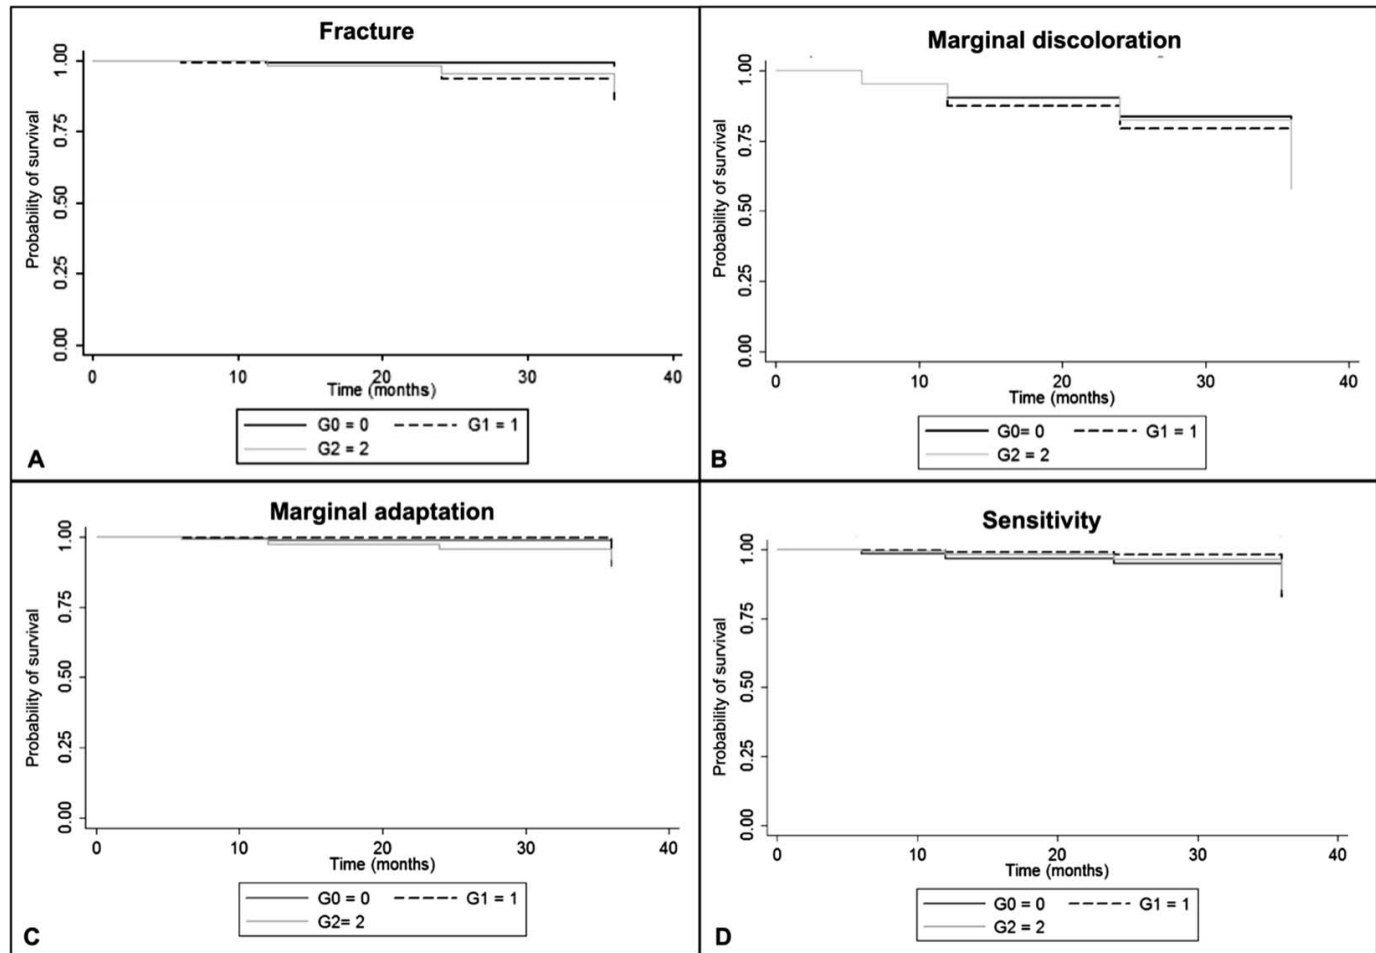 Fracture
1.00
0.75
0.50
0.25
0.00
Probability of survival
0 10 20 30 40
Time (months)
G0 = 0 G1 = 1
G2 = 2
A
Marginal discoloration
1.00
0.75
0.50
0.25
0.00
Probability of survival
0 10 20 30 40
Time (months)
G0= 0 G1 = 1
G2 = 2
B
Marginal adaptation
1.00
0.75
0.50
0.25
0.00
Probability of survival
0 10 20 30 40
Time (months)
G0 = 0 G1 = 1
G2= 2
C
Sensitivity
1.00
0.75
0.50
0.25
0.00
Probability of survival
0 10 20 30 40
Time (months)
G0 = 0 G1 = 1
G2 = 2
D